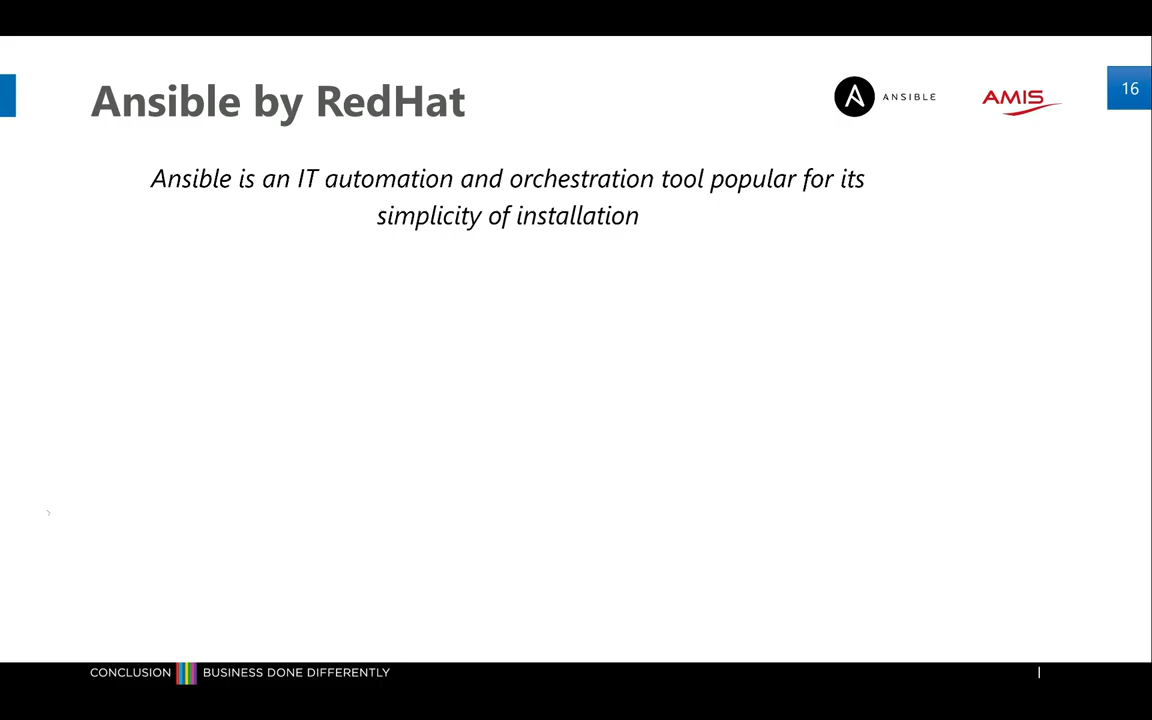 Ansible by RedHat
ANSIBLE
AMIS
16
Ansible is an IT automation and orchestration tool popular for its
simplicity of installation
CONCLUSION BUSINESS DONE DIFFERENTLY